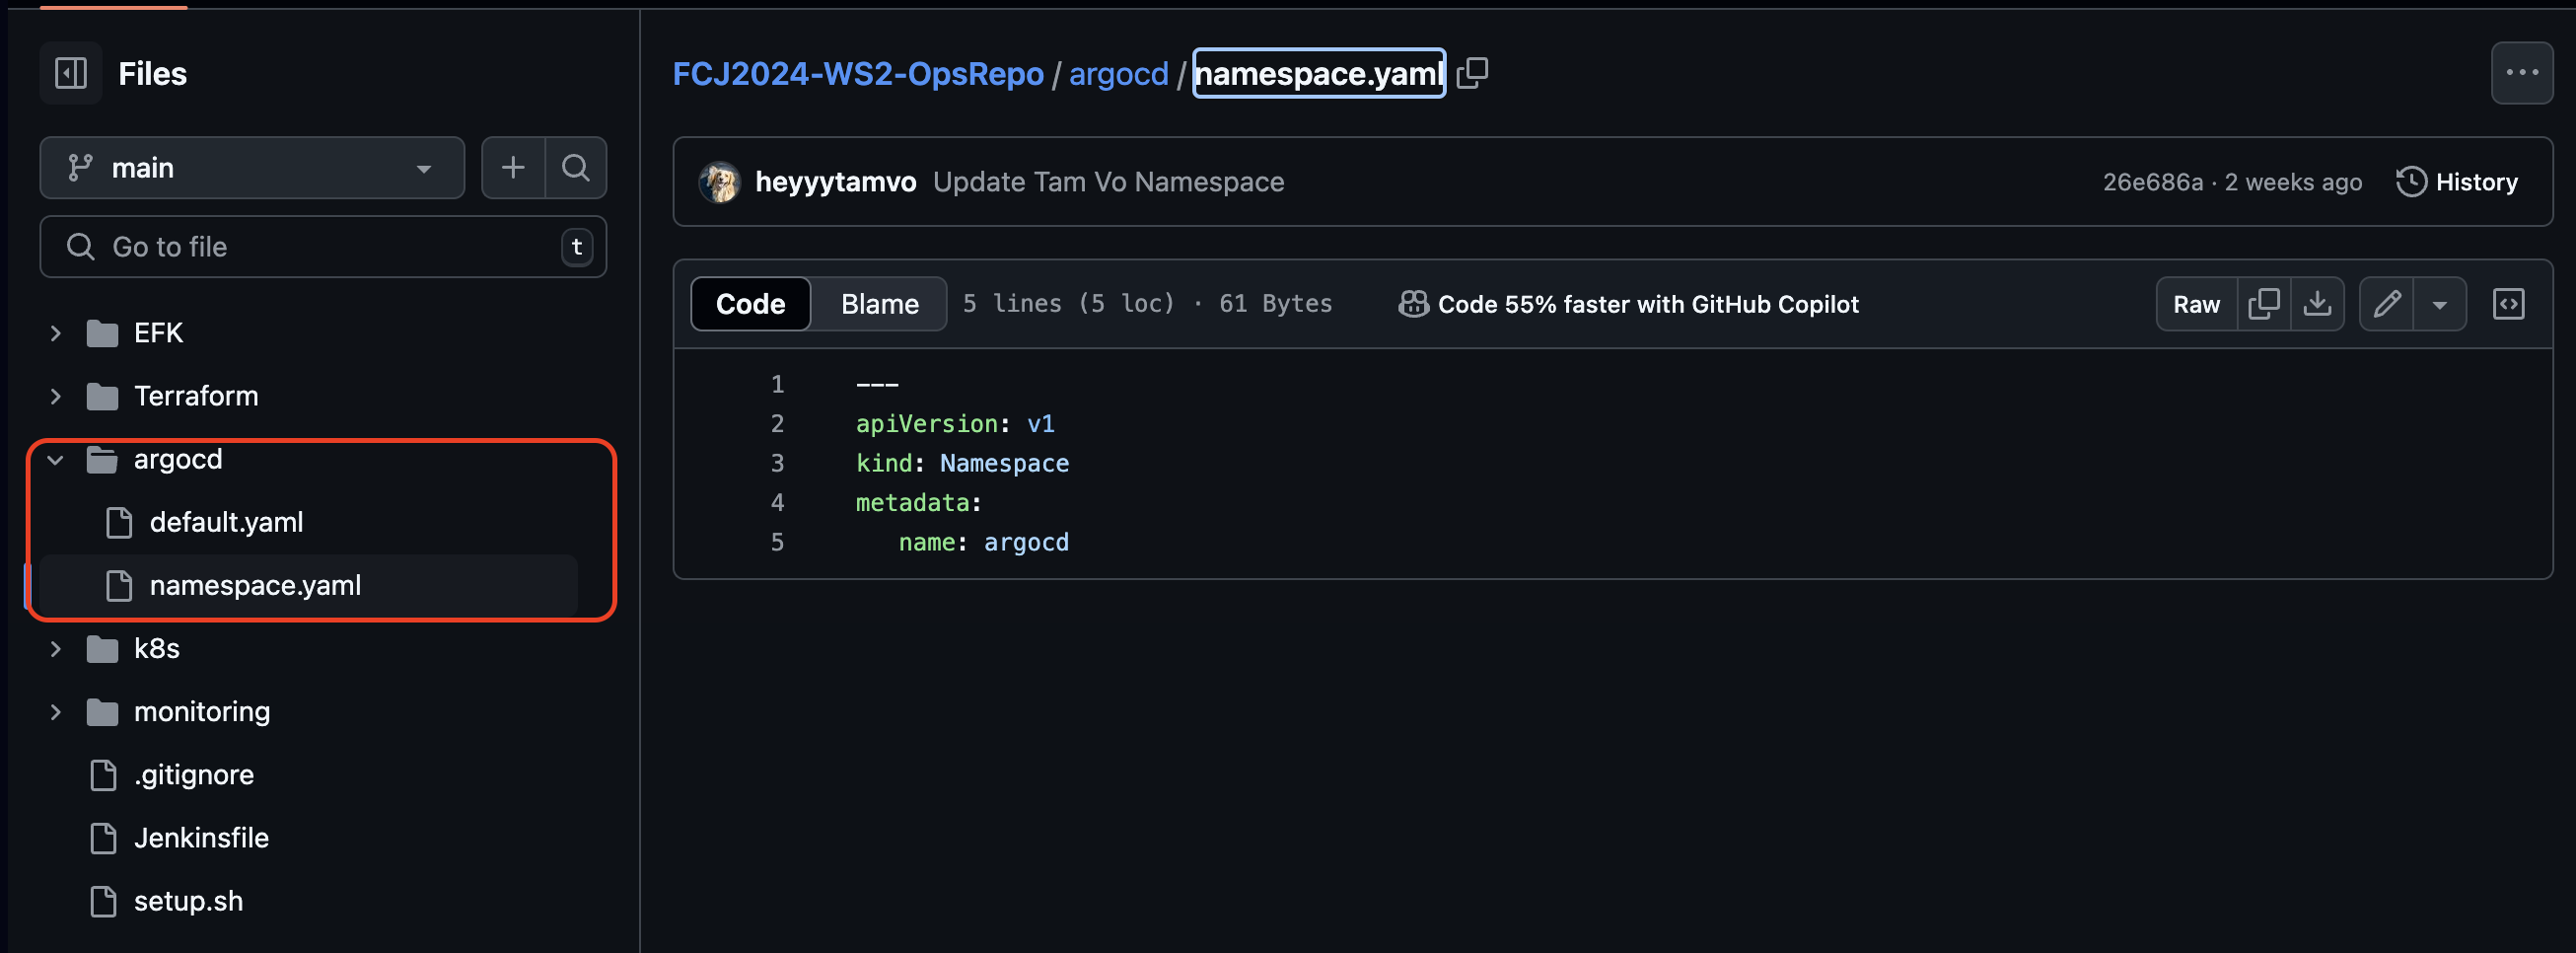 Files
main
Go to file
t
EFK
Terraform
argocd
default.yaml
namespace.yaml
k8s
monitoring
.gitignore
Jenkinsfile
setup.sh
FCJ2024-WS2-OpsRepo / argocd / namespace.yaml
heyyytamvo Update Tam Vo Namespace
26e686a · 2 weeks ago
History
Code Blame 5 lines (5 loc) · 61 Bytes
Code 55% faster with GitHub Copilot
Raw
1 ---
2 apiVersion: v1
3 kind: Namespace
4 metadata:
5 name: argocd